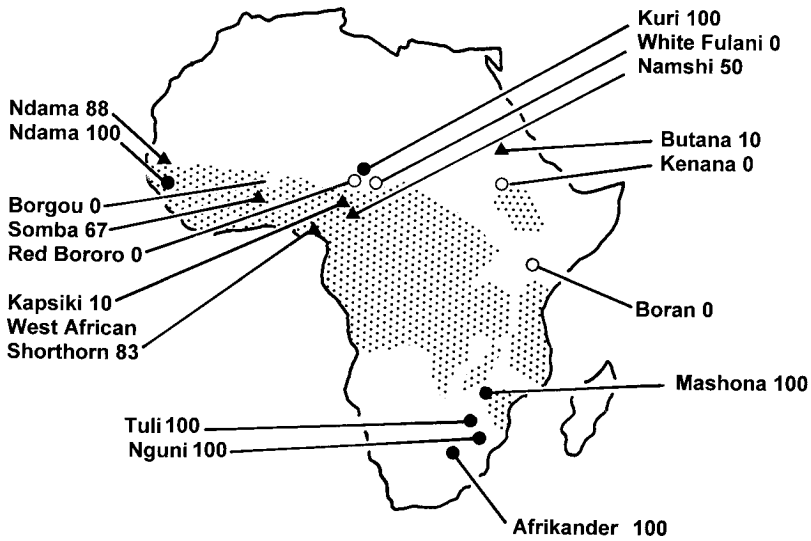 Kuri 100
White Fulani 0
Namshi 50
Ndama 88
Ndama 100
Butana 10
Kenana 0
Borgou 0
Somba 67
Red Bororo 0
Kapsiki 10
West African
Shorthorn 83
Boran 0
Mashona 100
Tuli 100
Nguni 100
Afrikander 100